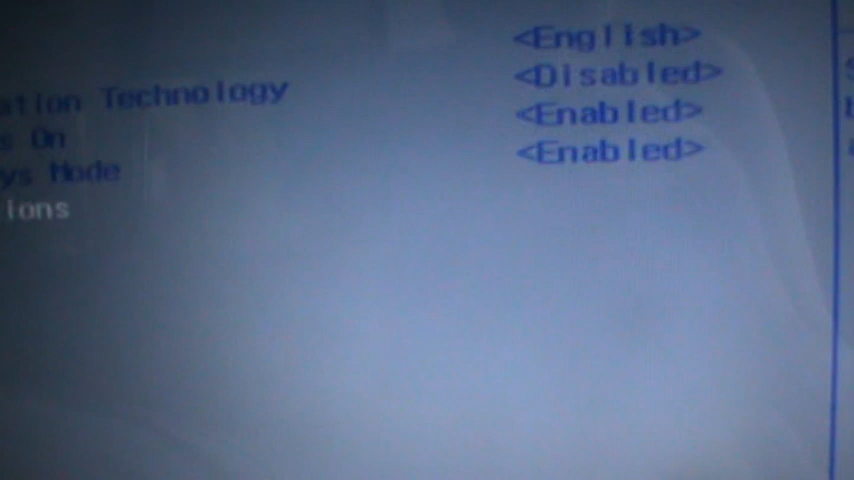 <English>
ation Technology <Disabled>
s On <Enabled>
ys Mode <Enabled>
ions